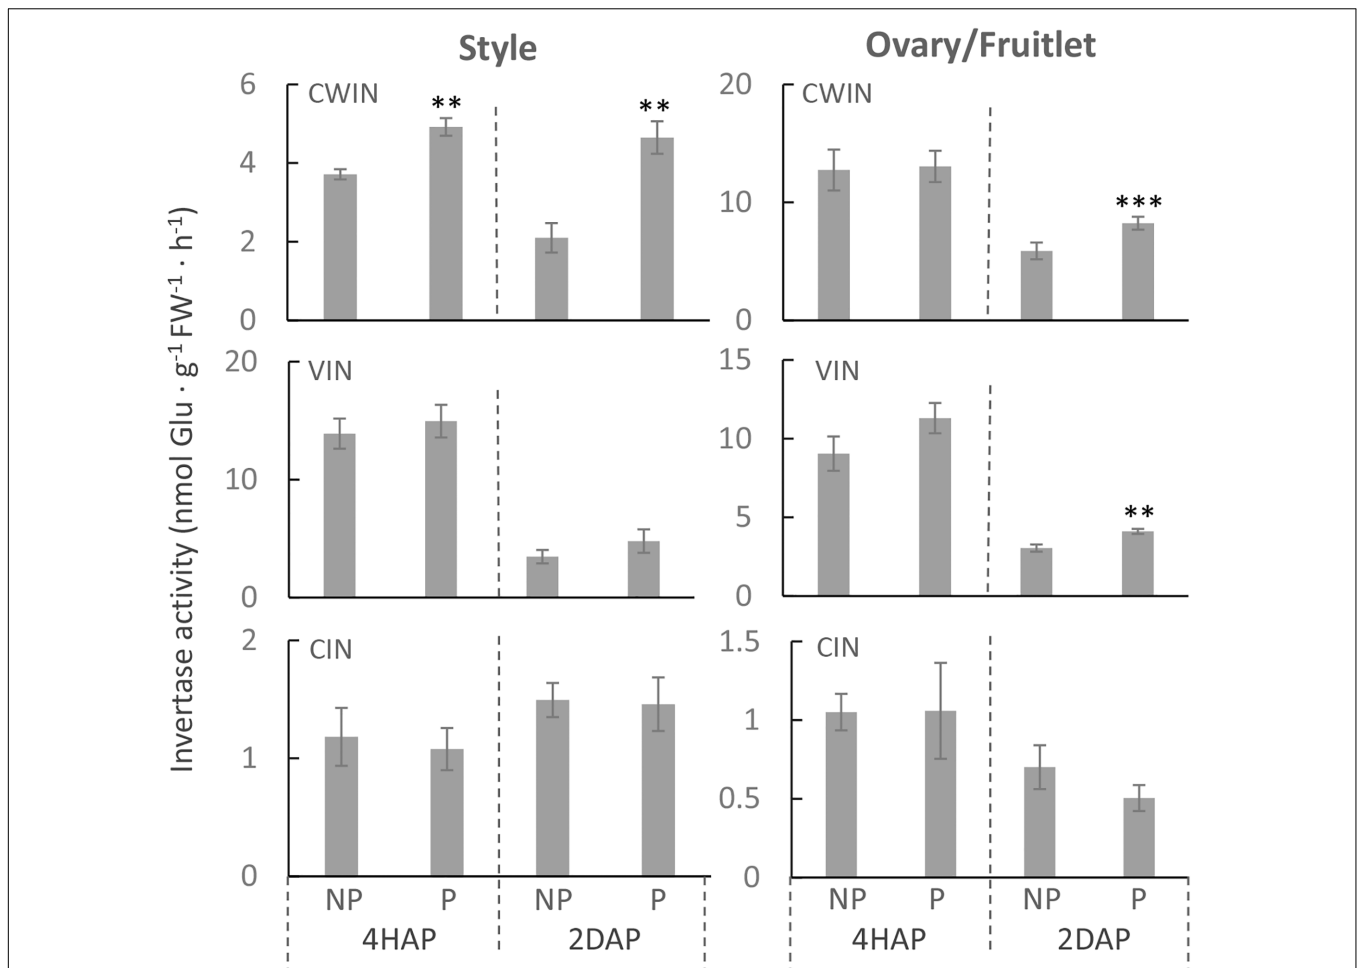 Style
Ovary/Fruitlet
Invertase activity (nmol Glu · g⁻¹ FW⁻¹ · h⁻¹)
6
4
2
0
CWIN
**
**
20
10
0
CWIN
***
20
10
0
VIN
15
10
5
0
VIN
**
2
1
0
CIN
1.5
1
0.5
0
CIN
NP P NP P
NP P NP P
4HAP 2DAP
4HAP 2DAP